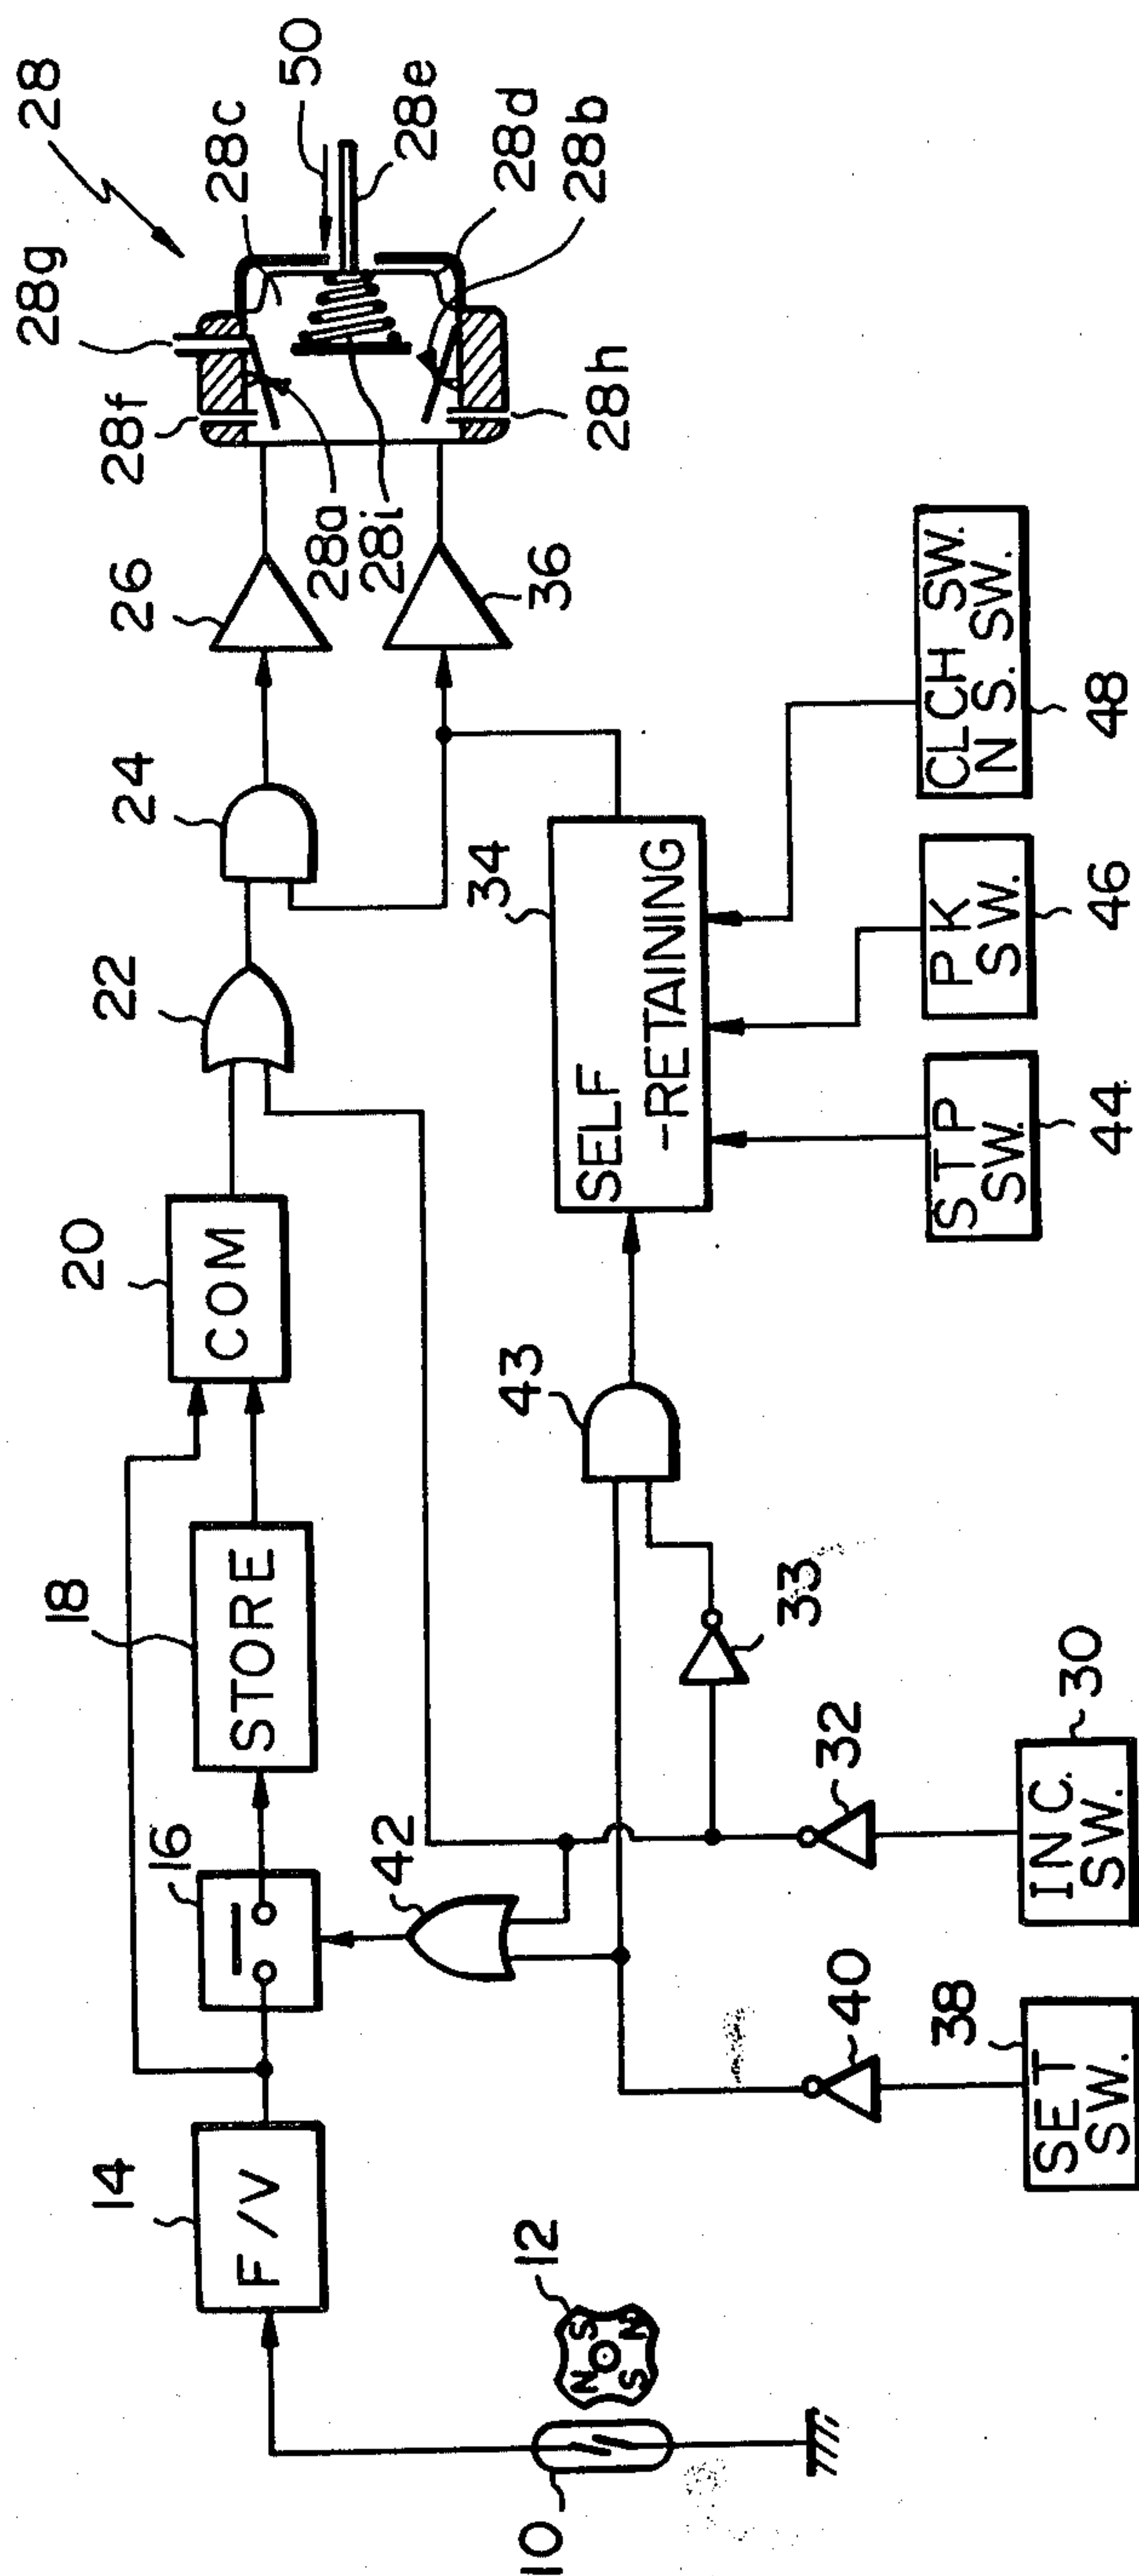 28
50
28c
28e
28d
28b
28g
28f
28h
28a
28i
26
36
24
22
20
COM
18
STORE
16
14
F/V
42
34
SELF
-RETAINING
43
33
32
40
12
N
S
N
S
10
38
SET
SW.
30
INC.
SW.
44
STP
SW.
46
PK
SW.
48
CLCH SW.
N S. SW.